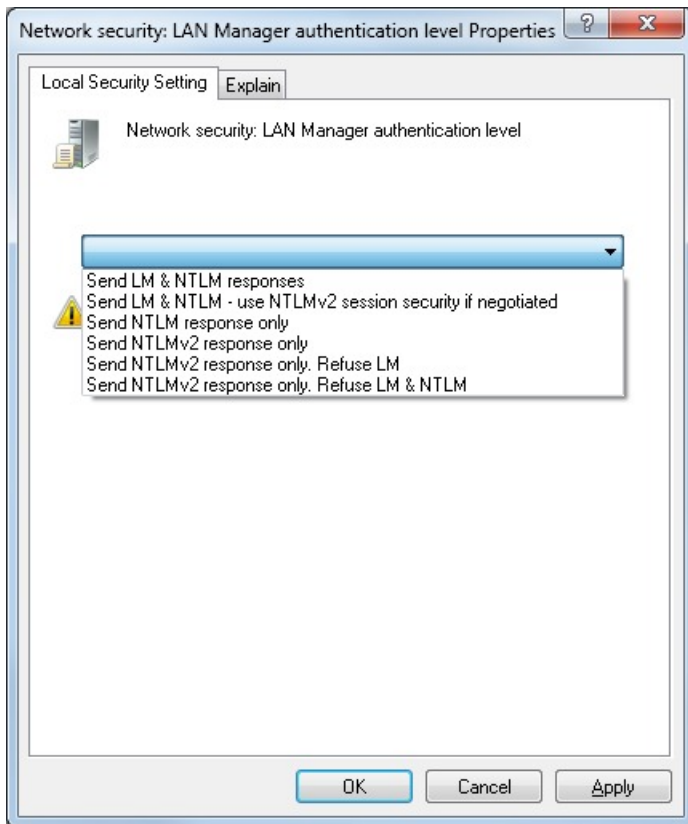 Network security: LAN Manager authentication level Properties
Local Security Setting
Explain
Network security: LAN Manager authentication level
Send LM & NTLM responses
Send LM & NTLM - use NTLMv2 session security if negotiated
Send NTLM response only
Send NTLMv2 response only
Send NTLMv2 response only. Refuse LM
Send NTLMv2 response only. Refuse LM & NTLM
OK Cancel Apply